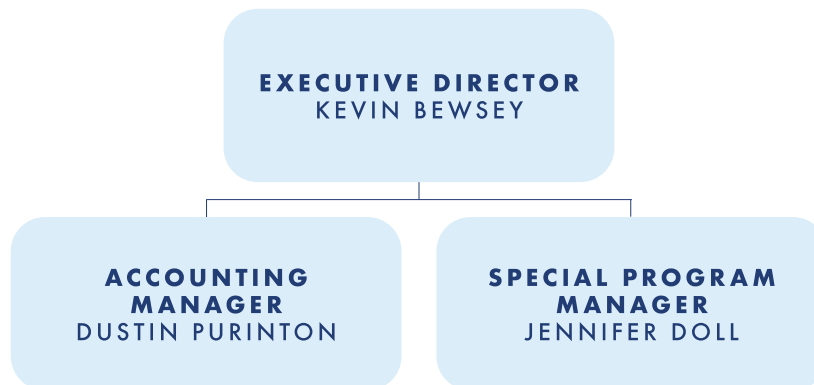 EXECUTIVE DIRECTOR
KEVIN BEWSEY
ACCOUNTING
MANAGER
DUSTIN PURINTON
SPECIAL PROGRAM
MANAGER
JENNIFER DOLL